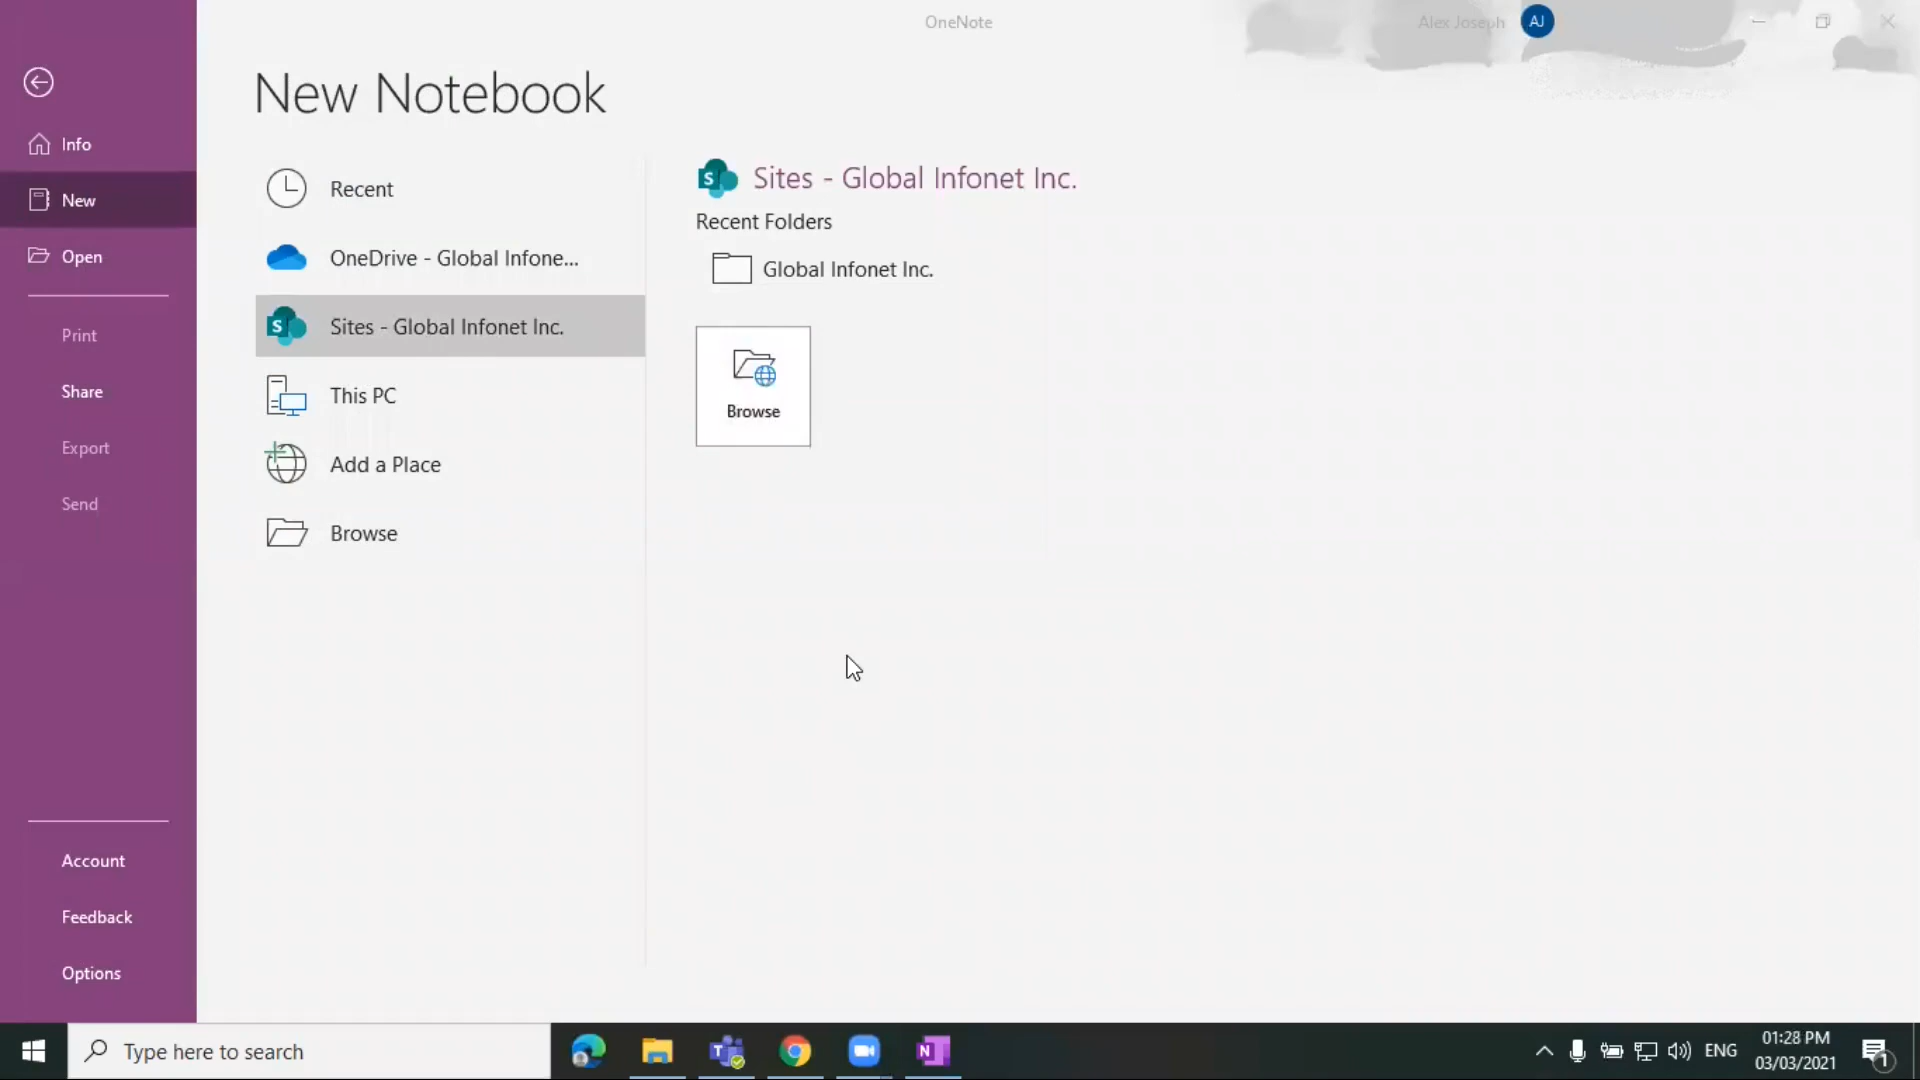 OneNote
Alex Joseph
AJ
New Notebook
Info
New
Open
Print
Share
Export
Send
Account
Feedback
Options
Recent
OneDrive - Global Infone...
Sites - Global Infonet Inc.
This PC
Add a Place
Browse
Sites - Global Infonet Inc.
Recent Folders
Global Infonet Inc.
Browse
Type here to search
ENG
01:28 PM
03/03/2021
1